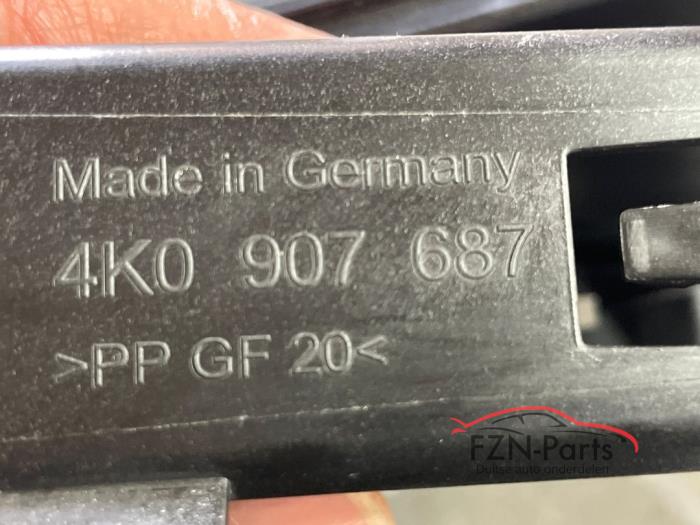 Made in Germany
4K0 907 687
>PP GF 20<
FZN-Parts
Duitse auto onderdelen